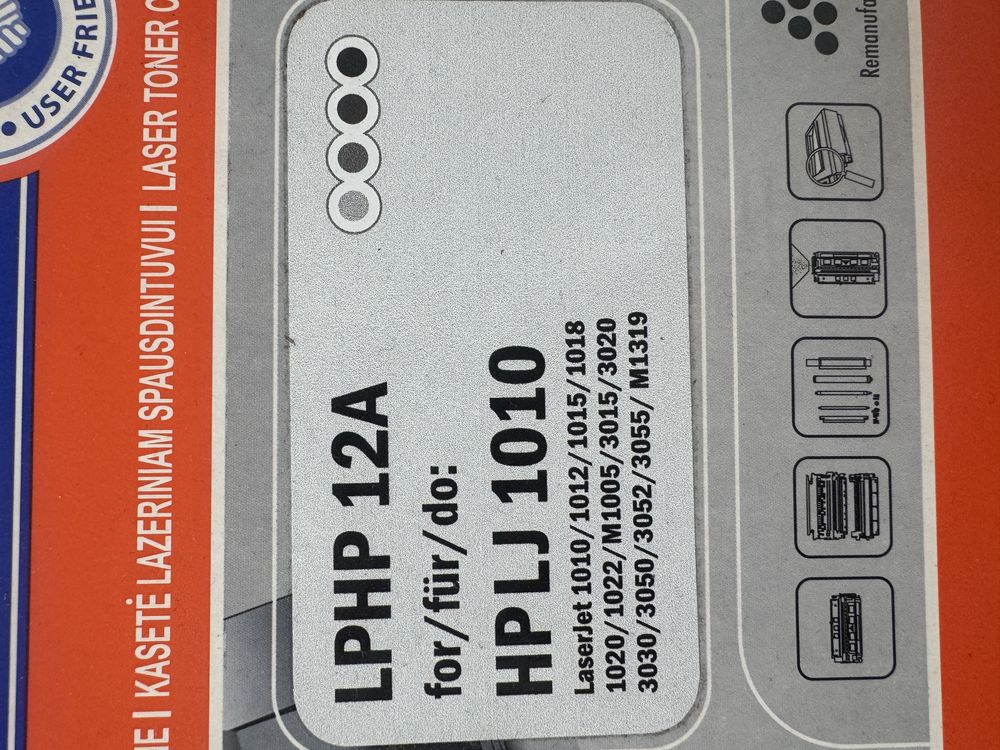 USER FRIE
IE I KASETĖ LAZERINIAM SPAUSDINTUVUI I LASER TONER C
LPHP 12A
for/für/do:
HP LJ 1010
LaserJet 1010/1012/1015/1018
1020/1022/M1005/3015/3020
3030/3050/3052/3055/ M1319
Remanufa